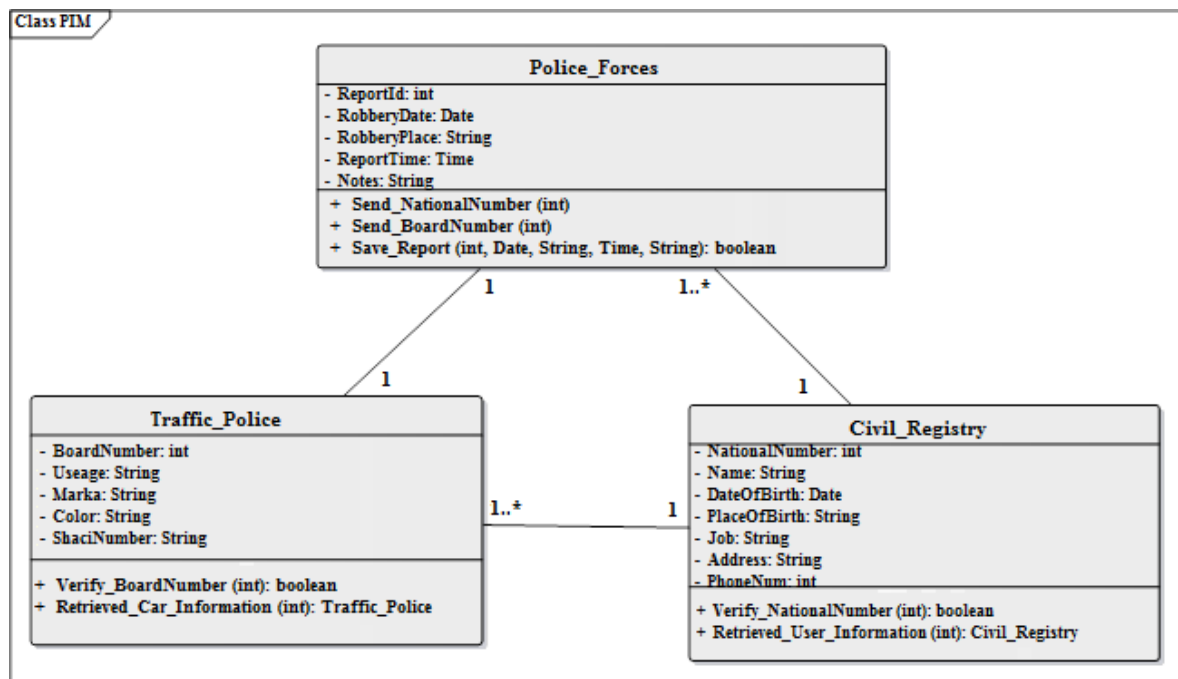 Class PIM
Police_Forces
- ReportId: int
- RobberyDate: Date
- RobberyPlace: String
- ReportTime: Time
- Notes: String
+ Send_NationalNumber (int)
+ Send_BoardNumber (int)
+ Save_Report (int, Date, String, Time, String): boolean
1
1..*
1
1
Traffic_Police
- BoardNumber: int
- Useage: String
- Marka: String
- Color: String
- ShaciNumber: String
+ Verify_BoardNumber (int): boolean
+ Retrieved_Car_Information (int): Traffic_Police
1..*
1
Civil_Registry
- NationalNumber: int
- Name: String
- DateOfBirth: Date
- PlaceOfBirth: String
- Job: String
- Address: String
- PhoneNum: int
+ Verify_NationalNumber (int): boolean
+ Retrieved_User_Information (int): Civil_Registry